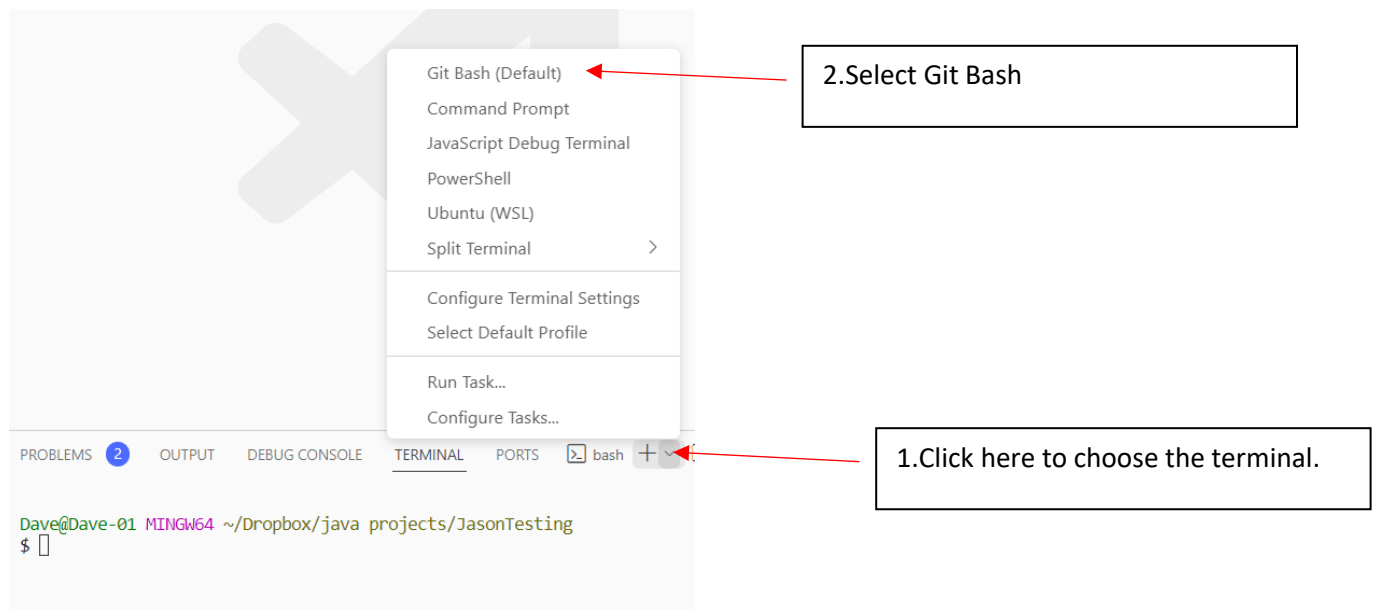 Git Bash (Default)
Command Prompt
JavaScript Debug Terminal
PowerShell
Ubuntu (WSL)
Split Terminal
Configure Terminal Settings
Select Default Profile
Run Task...
Configure Tasks...
2.Select Git Bash
PROBLEMS 2 OUTPUT DEBUG CONSOLE TERMINAL PORTS bash
1.Click here to choose the terminal.
Dave@Dave-01 MINGW64 ~/Dropbox/java projects/JasonTesting
$